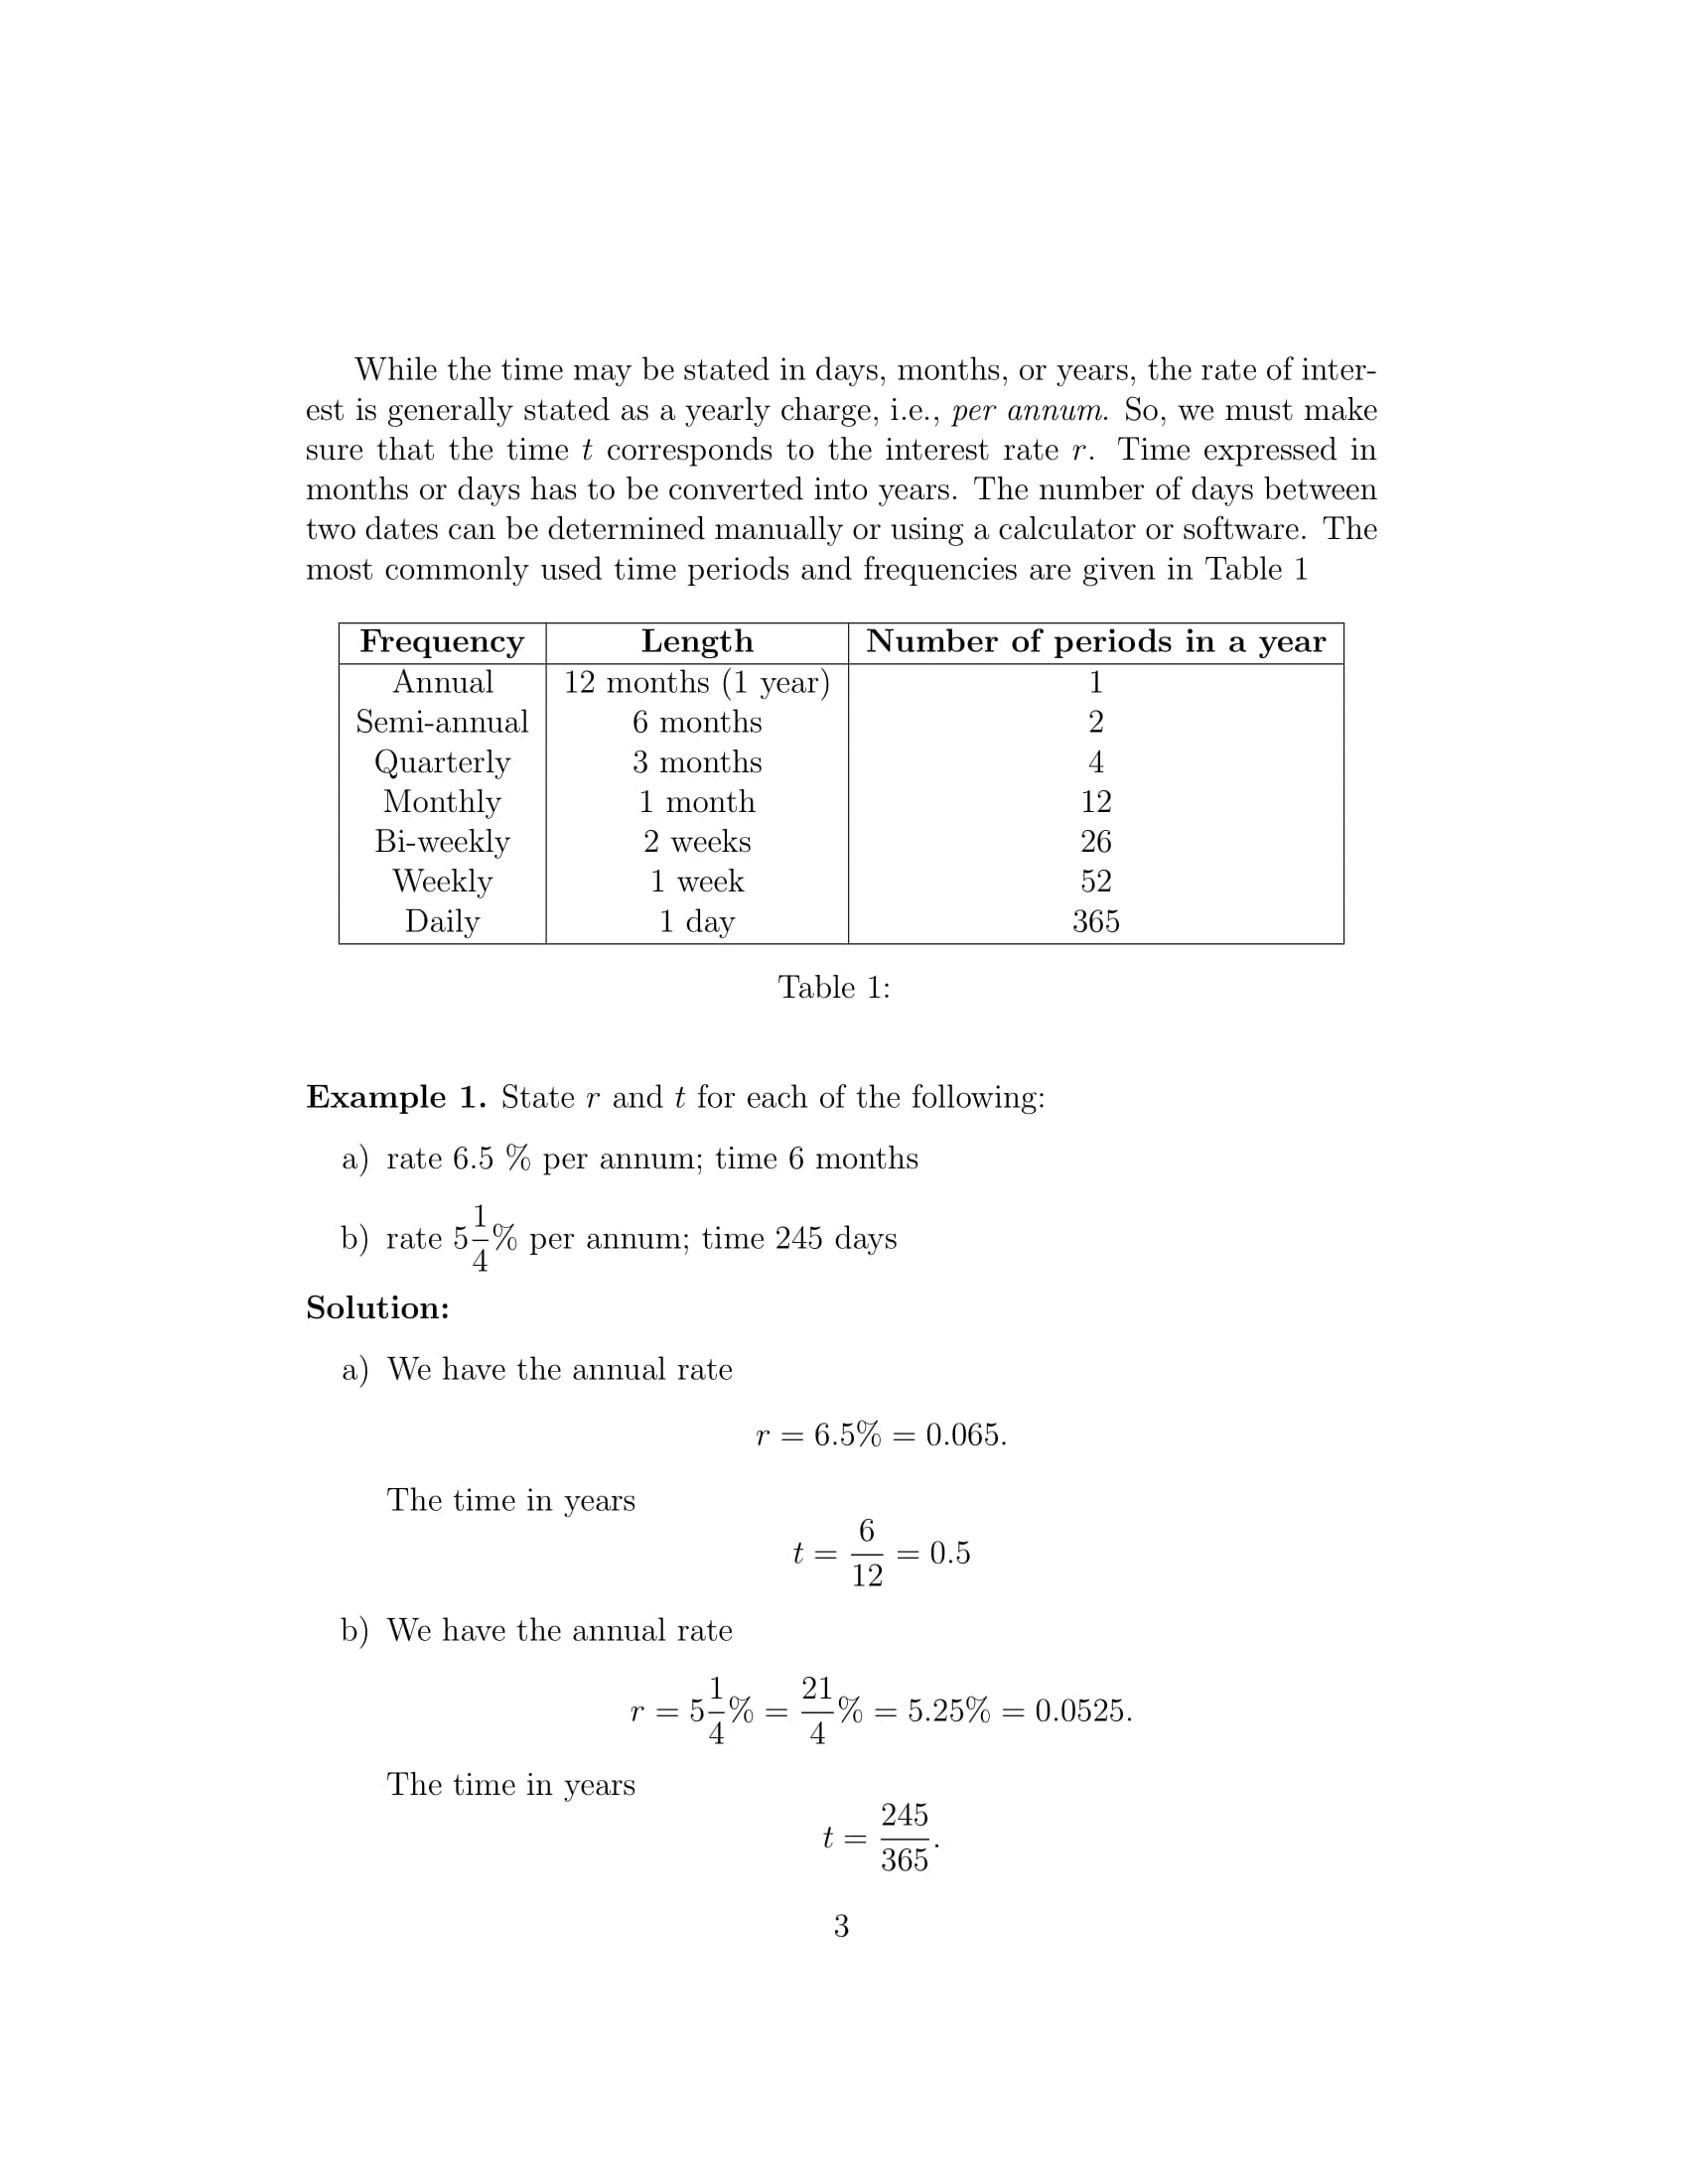 While the time may be stated in days, months, or years, the rate of inter-
est is generally stated as a yearly charge, i.e., per annum. So, we must make
sure that the time t corresponds to the interest rate r. Time expressed in
months or days has to be converted into years. The number of days between
two dates can be determined manually or using a calculator or software. The
most commonly used time periods and frequencies are given in Table 1
Frequency Length Number of periods in a year
Annual 12 months (1 year) 1
Semi-annual 6 months 2
Quarterly 3 months 4
Monthly 1 month 12
Bi-weekly 2 weeks 26
Weekly 1 week 52
Daily 1 day 365
Table 1:
Example 1. State r and t for each of the following:
a) rate 6.5 % per annum; time 6 months
b) rate 5 1/4% per annum; time 245 days
Solution:
a) We have the annual rate
r = 6.5% = 0.065.
The time in years
t = 6/12 = 0.5
b) We have the annual rate
r = 5 1/4% = 21/4% = 5.25% = 0.0525.
The time in years
t = 245/365.
3